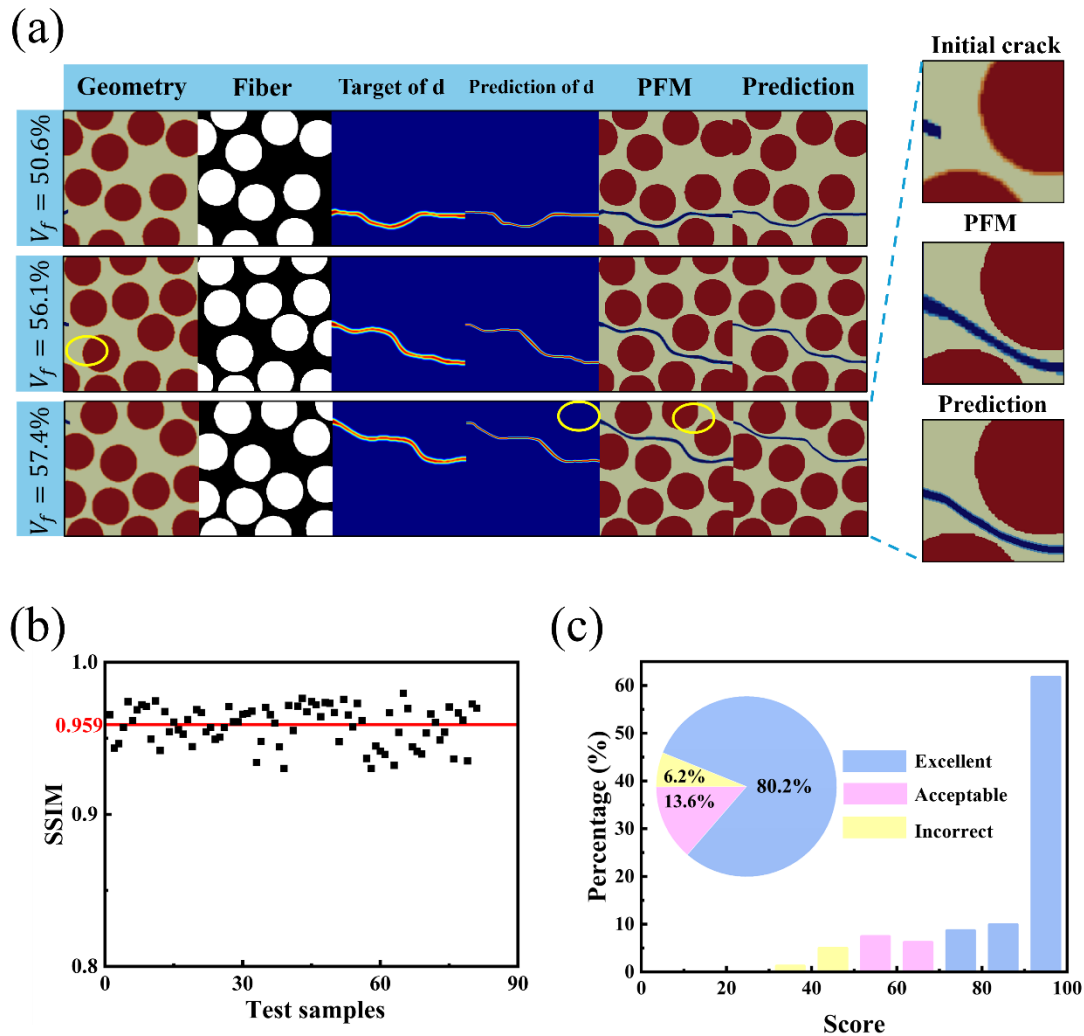 (a)
Geometry Fiber Target of d Prediction of d PFM Prediction
V_f = 50.6%
V_f = 56.1%
V_f = 57.4%
Initial crack
PFM
Prediction
(b)
1.0
0.959
0.9
0.8
SSIM
0 30 60 90
Test samples
(c)
60
50
40
30
20
10
0
Percentage (%)
80.2%
6.2%
13.6%
Excellent
Acceptable
Incorrect
0 20 40 60 80 100
Score